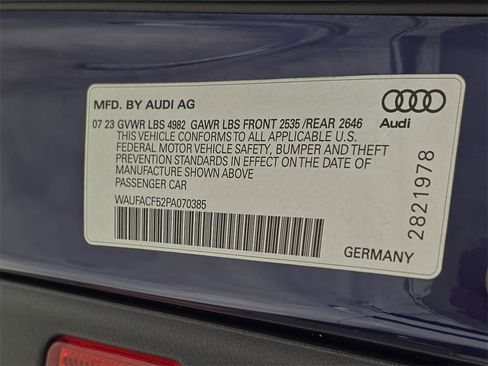 MFD. BY AUDI AG
Audi
07 23 GVWR LBS 4982 GAWR LBS FRONT 2535 /REAR 2646
THIS VEHICLE CONFORMS TO ALL APPLICABLE U.S.
FEDERAL MOTOR VEHICLE SAFETY, BUMPER AND THEFT
PREVENTION STANDARDS IN EFFECT ON THE DATE OF
MANUFACTURE SHOWN ABOVE
PASSENGER CAR
WAUFACF52PA070385
GERMANY
2821978